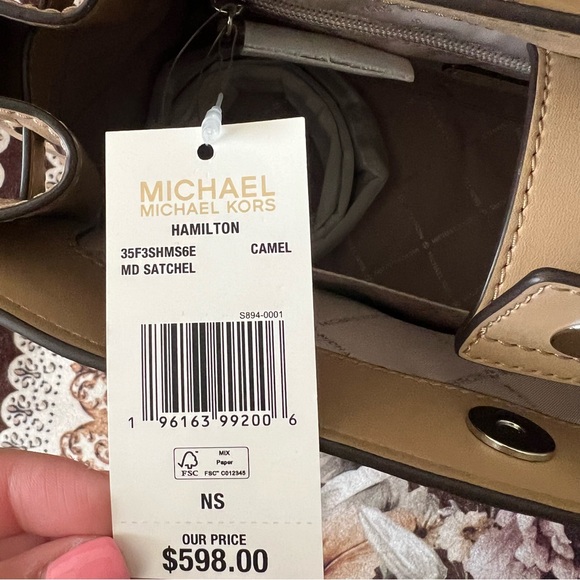 MICHAEL
MICHAEL KORS
HAMILTON
35F3SHMS6E CAMEL
MD SATCHEL
S894-0001
1 96163 99200 6
FSC
MIX
Paper
FSC™ C012345
NS
OUR PRICE
$598.00